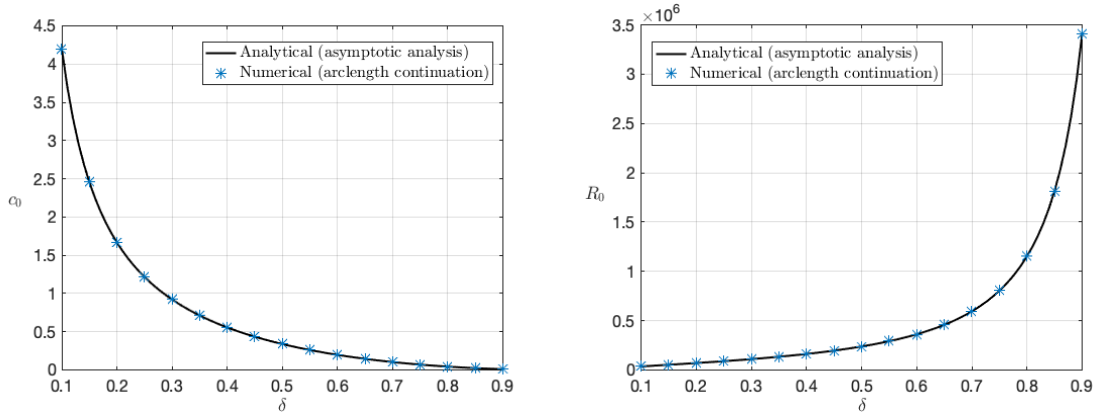 4.5
4
3.5
3
2.5
2
1.5
1
0.5
0
c₀
Analytical (asymptotic analysis)
Numerical (arclength continuation)
0.1 0.2 0.3 0.4 0.5 0.6 0.7 0.8 0.9
δ
×10⁶
3.5
3
2.5
2
1.5
1
0.5
0
R₀
Analytical (asymptotic analysis)
Numerical (arclength continuation)
0.1 0.2 0.3 0.4 0.5 0.6 0.7 0.8 0.9
δ